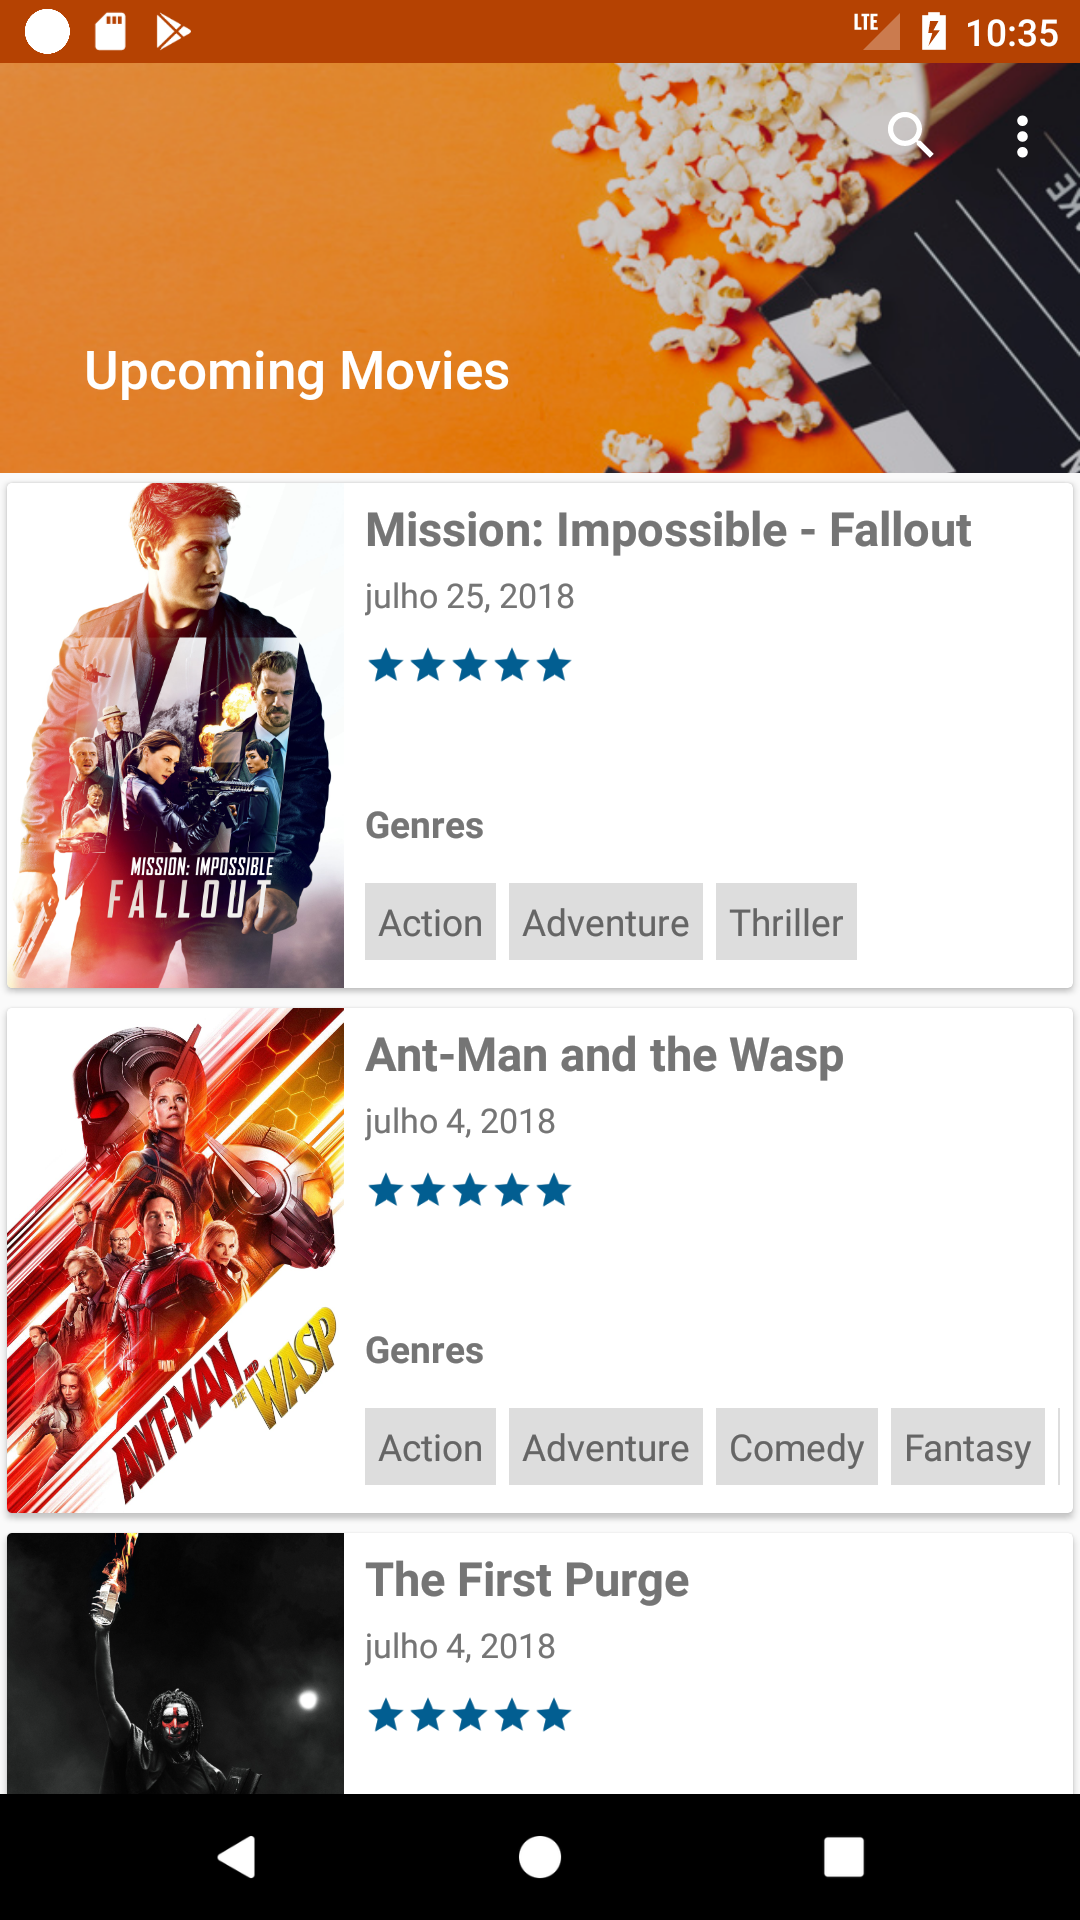 LTE
10:35
KE
Upcoming Movies
Mission: Impossible - Fallout
julho 25, 2018
MISSION: IMPOSSIBLE
FALLOUT
Genres
Action
Adventure
Thriller
Ant-Man and the Wasp
julho 4, 2018
ANT-MAN AND THE WASP
Genres
Action
Adventure
Comedy
Fantasy
The First Purge
julho 4, 2018